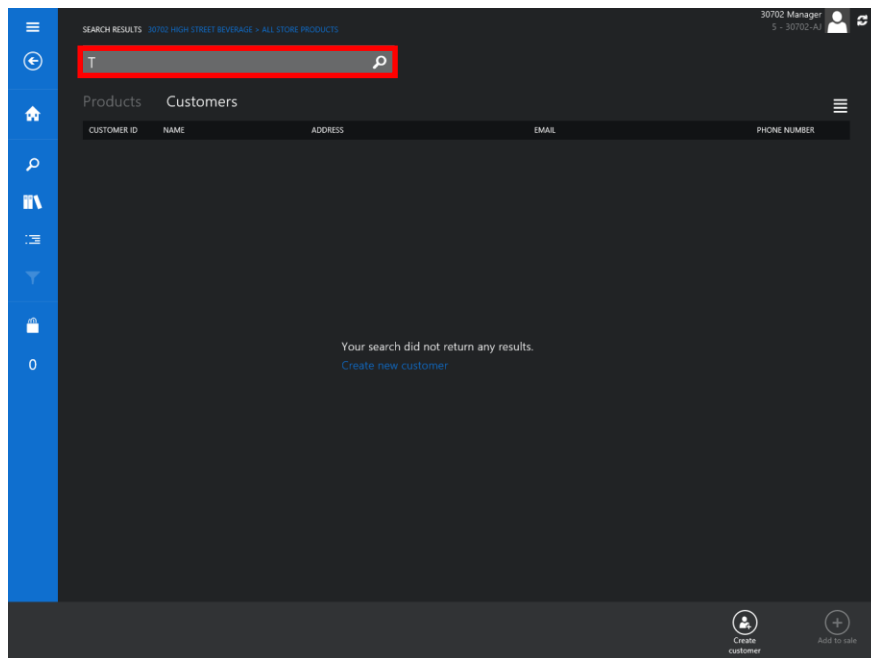 30702 Manager
5 - 30702-AJ
SEARCH RESULTS 30702 HIGH STREET BEVERAGE > ALL STORE PRODUCTS
T
Products Customers
CUSTOMER ID NAME ADDRESS EMAIL PHONE NUMBER
Your search did not return any results.
Create new customer
0
Create
customer
Add to sale